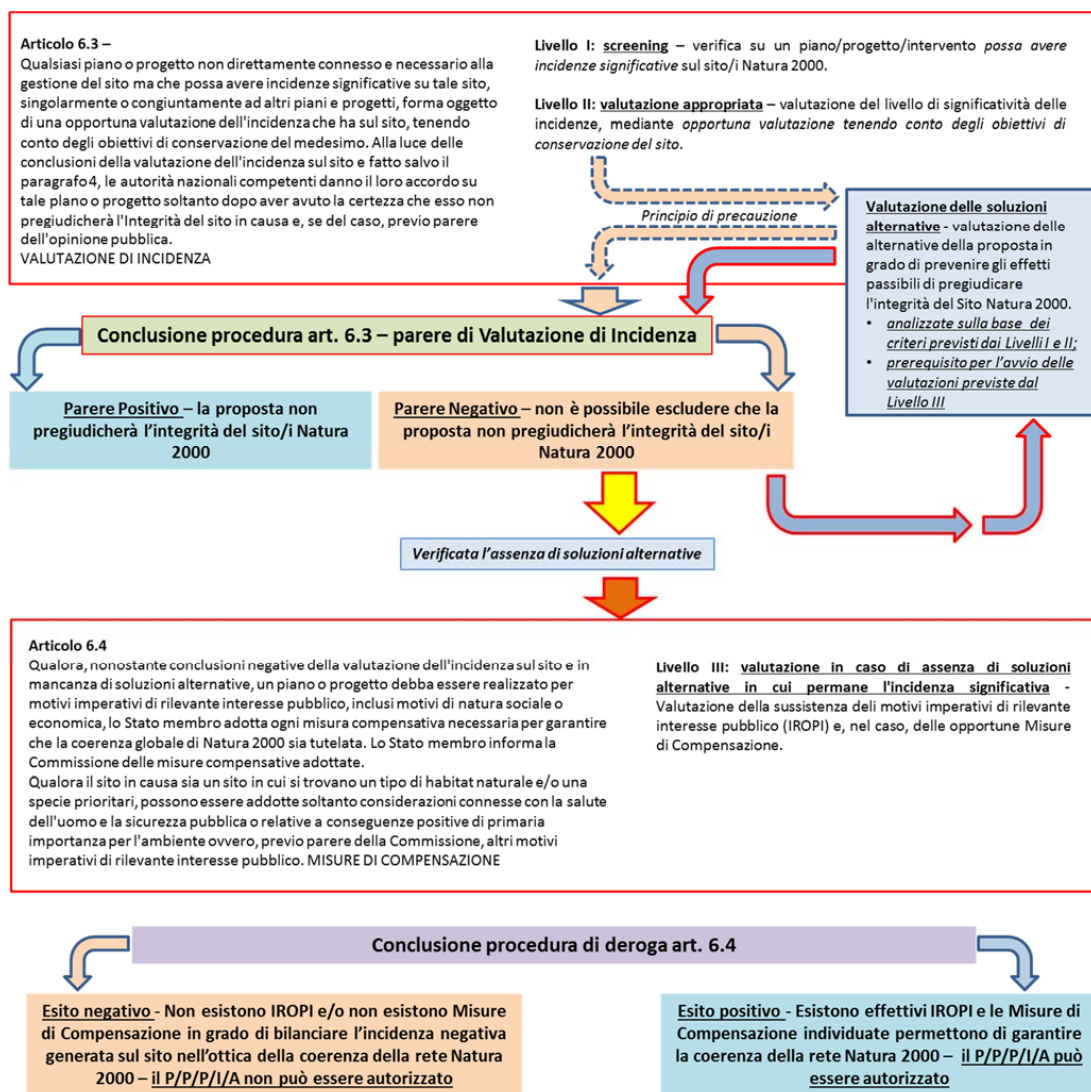 Articolo 6.3 –
Qualsiasi piano o progetto non direttamente connesso e necessario alla
gestione del sito ma che possa avere incidenze significative su tale sito,
singolarmente o congiuntamente ad altri piani e progetti, forma oggetto
di una opportuna valutazione dell'incidenza che ha sul sito, tenendo
conto degli obiettivi di conservazione del medesimo. Alla luce delle
conclusioni della valutazione dell'incidenza sul sito e fatto salvo il
paragrafo 4, le autorità nazionali competenti danno il loro accordo su
tale piano o progetto soltanto dopo aver avuto la certezza che esso non
pregiudicherà l'Integrità del sito in causa e, se del caso, previo parere
dell'opinione pubblica.
VALUTAZIONE DI INCIDENZA
Livello I: screening – verifica su un piano/progetto/intervento possa avere
incidenze significative sul sito/i Natura 2000.
Livello II: valutazione appropriata – valutazione del livello di significatività delle
incidenze, mediante opportuna valutazione tenendo conto degli obiettivi di
conservazione del sito.
Principio di precauzione
Valutazione delle soluzioni
alternative - valutazione delle
alternative della proposta in
grado di prevenire gli effetti
passibili di pregiudicare
l'integrità del Sito Natura 2000.
• analizzate sulla base dei
criteri previsti dai Livelli I e II;
• prerequisito per l'avvio delle
valutazioni previste dal
Livello III
Conclusione procedura art. 6.3 – parere di Valutazione di Incidenza
Parere Positivo – la proposta non
pregiudicherà l'integrità del sito/i Natura
2000
Parere Negativo – non è possibile escludere che la
proposta non pregiudicherà l'integrità del sito/i
Natura 2000
Verificata l'assenza di soluzioni alternative
Articolo 6.4
Qualora, nonostante conclusioni negative della valutazione dell'incidenza sul sito e in
mancanza di soluzioni alternative, un piano o progetto debba essere realizzato per
motivi imperativi di rilevante interesse pubblico, inclusi motivi di natura sociale o
economica, lo Stato membro adotta ogni misura compensativa necessaria per garantire
che la coerenza globale di Natura 2000 sia tutelata. Lo Stato membro informa la
Commissione delle misure compensative adottate.
Qualora il sito in causa sia un sito in cui si trovano un tipo di habitat naturale e/o una
specie prioritari, possono essere addotte soltanto considerazioni connesse con la salute
dell'uomo e la sicurezza pubblica o relative a conseguenze positive di primaria
importanza per l'ambiente ovvero, previo parere della Commissione, altri motivi
imperativi di rilevante interesse pubblico. MISURE DI COMPENSAZIONE
Livello III: valutazione in caso di assenza di soluzioni
alternative in cui permane l'incidenza significativa -
Valutazione della sussistenza deli motivi imperativi di rilevante
interesse pubblico (IROPI) e, nel caso, delle opportune Misure
di Compensazione.
Conclusione procedura di deroga art. 6.4
Esito negativo - Non esistono IROPI e/o non esistono Misure
di Compensazione in grado di bilanciare l'incidenza negativa
generata sul sito nell'ottica della coerenza della rete Natura
2000 – il P/P/P/I/A non può essere autorizzato
Esito positivo - Esistono effettivi IROPI e le Misure di
Compensazione individuate permettono di garantire
la coerenza della rete Natura 2000 – il P/P/P/I/A può
essere autorizzato